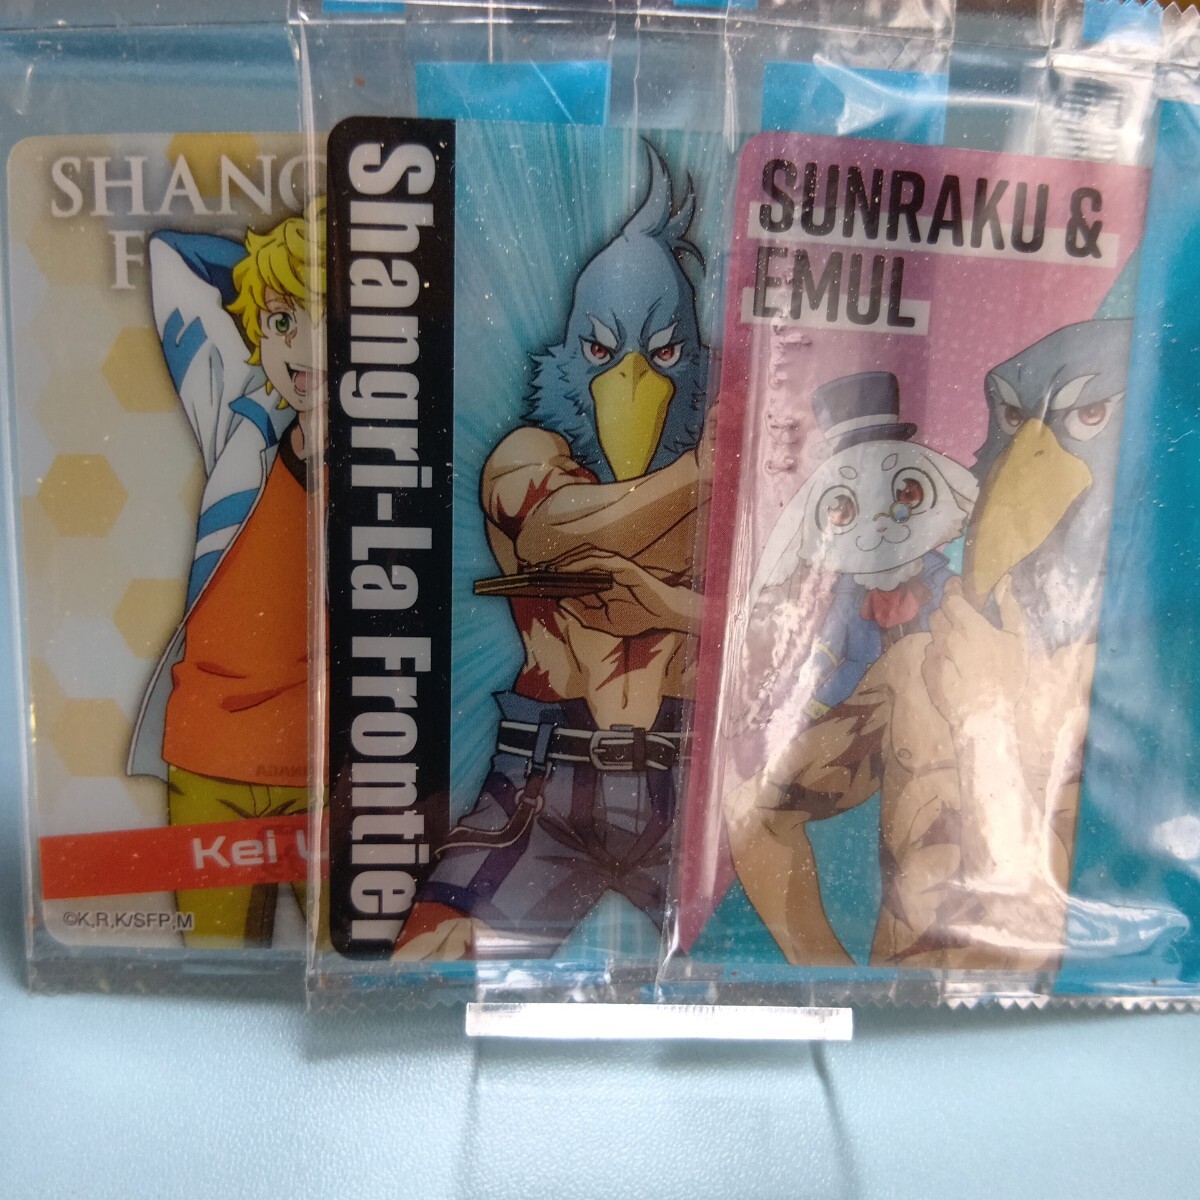 SHANG
F
Kei
©K,R,K/SFP,M
Shangri-La Frontier
SUNRAKU &
EMUL